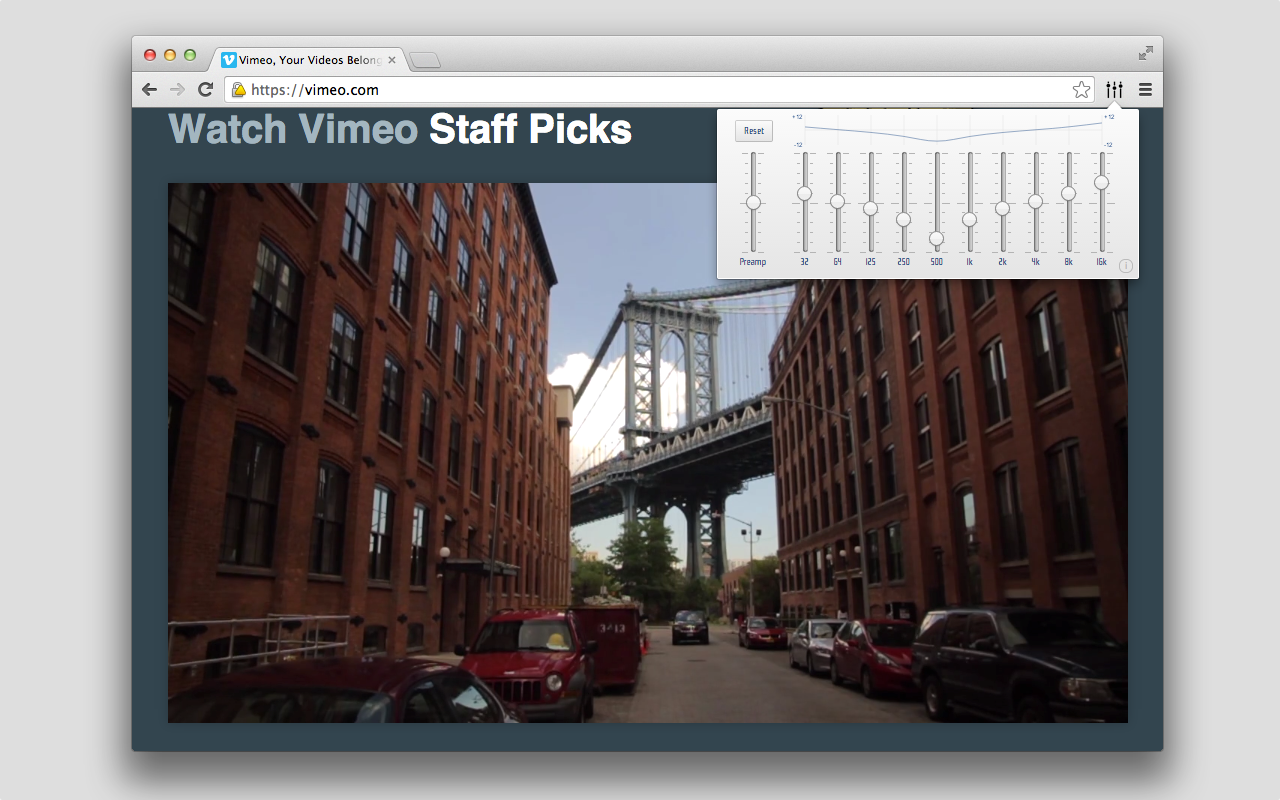 Vimeo, Your Videos Belong
https://vimeo.com
Watch Vimeo Staff Picks
Reset
+12
+12
-12
-12
Preamp
32
64
125
250
500
1k
2k
4k
8k
16k
3413